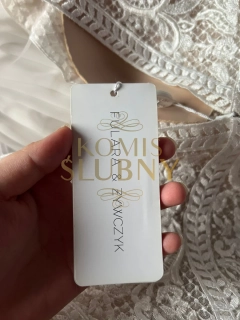 KOMIS
ŚLUBNY
FULARA & ŻYWCZYK